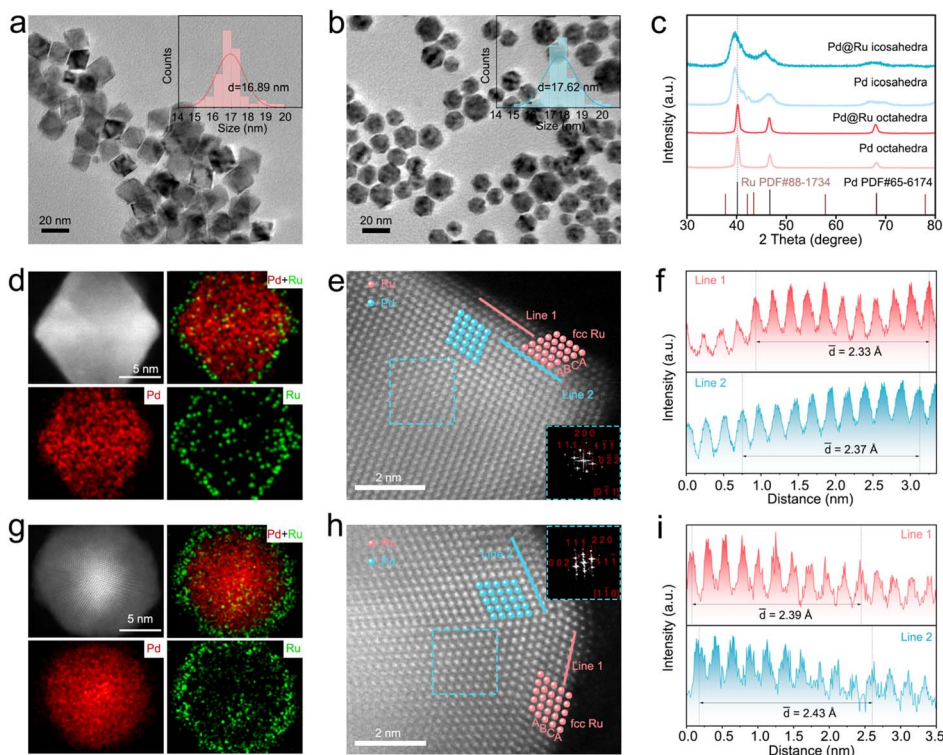 a
Counts
d=16.89nm
14 15 16 17 18 19 20
Size (nm)
20 nm
b
Counts
d=17.62nm
14 15 16 17 18 19 20
Size (nm)
20 nm
c
Intensity (a.u.)
Pd@Ru icosahedra
Pd icosahedra
Pd@Ru octahedra
Pd octahedra
Ru PDF#88-1734
Pd PDF#65-6174
30 40 50 60 70 80
2 Theta (degree)
d
5 nm
Pd+Ru
Pd
Ru
e
Ru
Pd
Line 1
fcc Ru
ABCA
Line 2
2 nm
200
f
Intensity (a.u.)
Line 1
d = 2.33 Å
Line 2
d = 2.37 Å
0.0 0.5 1.0 1.5 2.0 2.5 3.0
Distance (nm)
g
5 nm
Pd+Ru
Pd
Ru
h
Ru
Pd
Line 2
111
220
002
Line 1
ABCA
fcc Ru
2 nm
i
Intensity (a.u.)
Line 1
d = 2.39 Å
Line 2
d = 2.43 Å
0.0 0.5 1.0 1.5 2.0 2.5 3.0 3.5
Distance (nm)